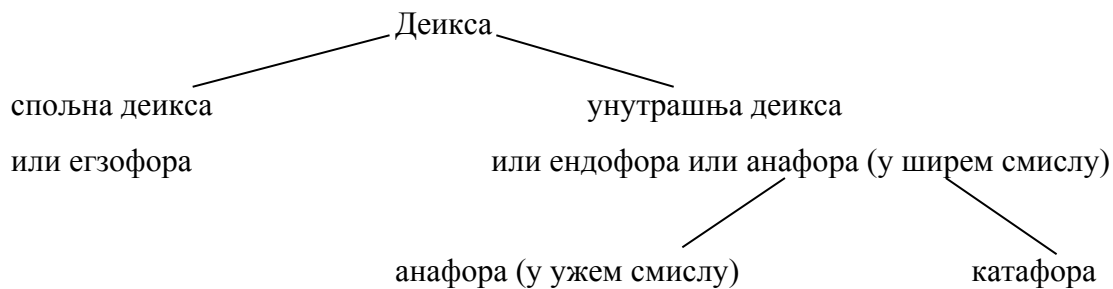 Деикса
спољна деикса унутрашња деикса
или егзофора или ендофора или анафора (у ширем смислу)
анафора (у ужем смислу) катафора